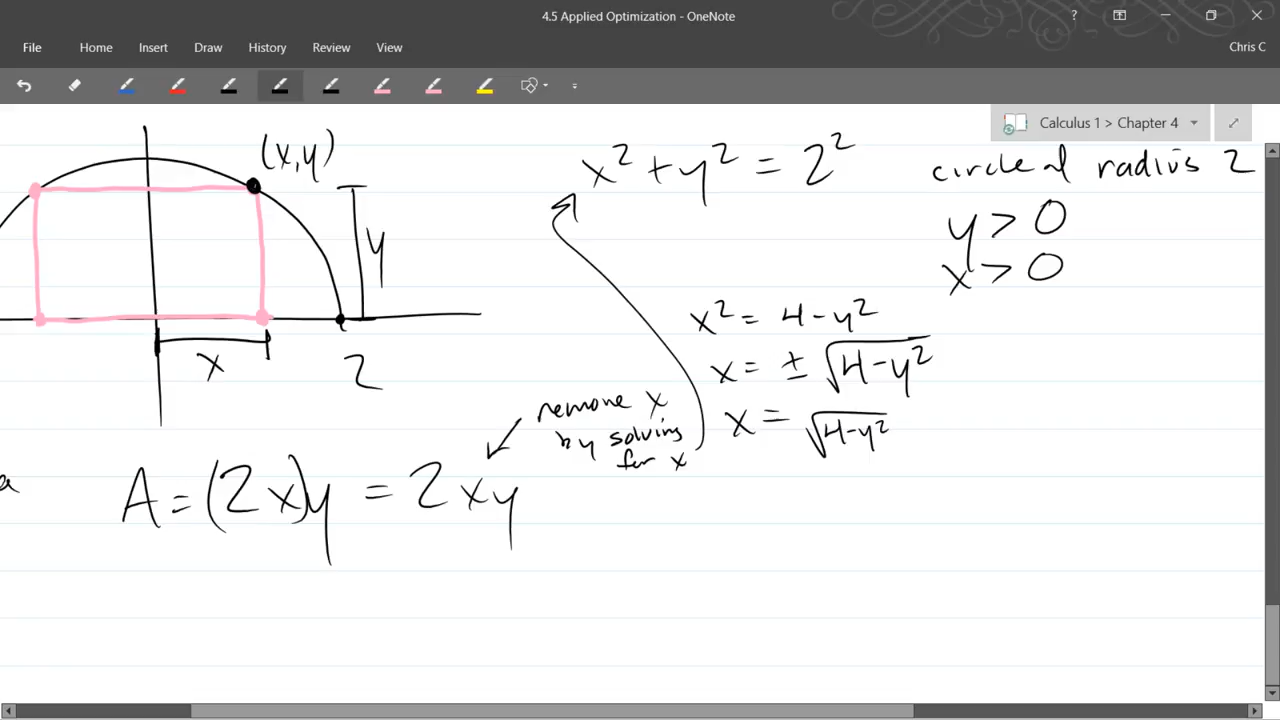 4.5 Applied Optimization - OneNote
File Home Insert Draw History Review View
Chris C
Calculus 1 > Chapter 4
(x,y)
y
x
2
x² + y² = 2²
circle of radius 2
y > 0
x > 0
x² = 4 - y²
x = ± √(4-y²)
x = √(4-y²)
remove x
by solving
for x
a
A = (2x)y = 2xy